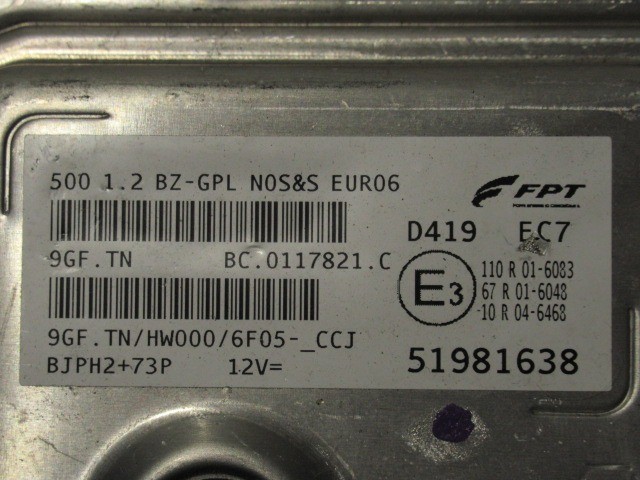 500 1.2 BZ-GPL NOS&S EURO6
FPT
D419 EC7
9GF.TN BC.0117821.C
E3
110 R 01-6083
67 R 01-6048
-10 R 04-6468
9GF.TN/HW000/6F05-_CCJ
BJPH2+73P 12V=
51981638